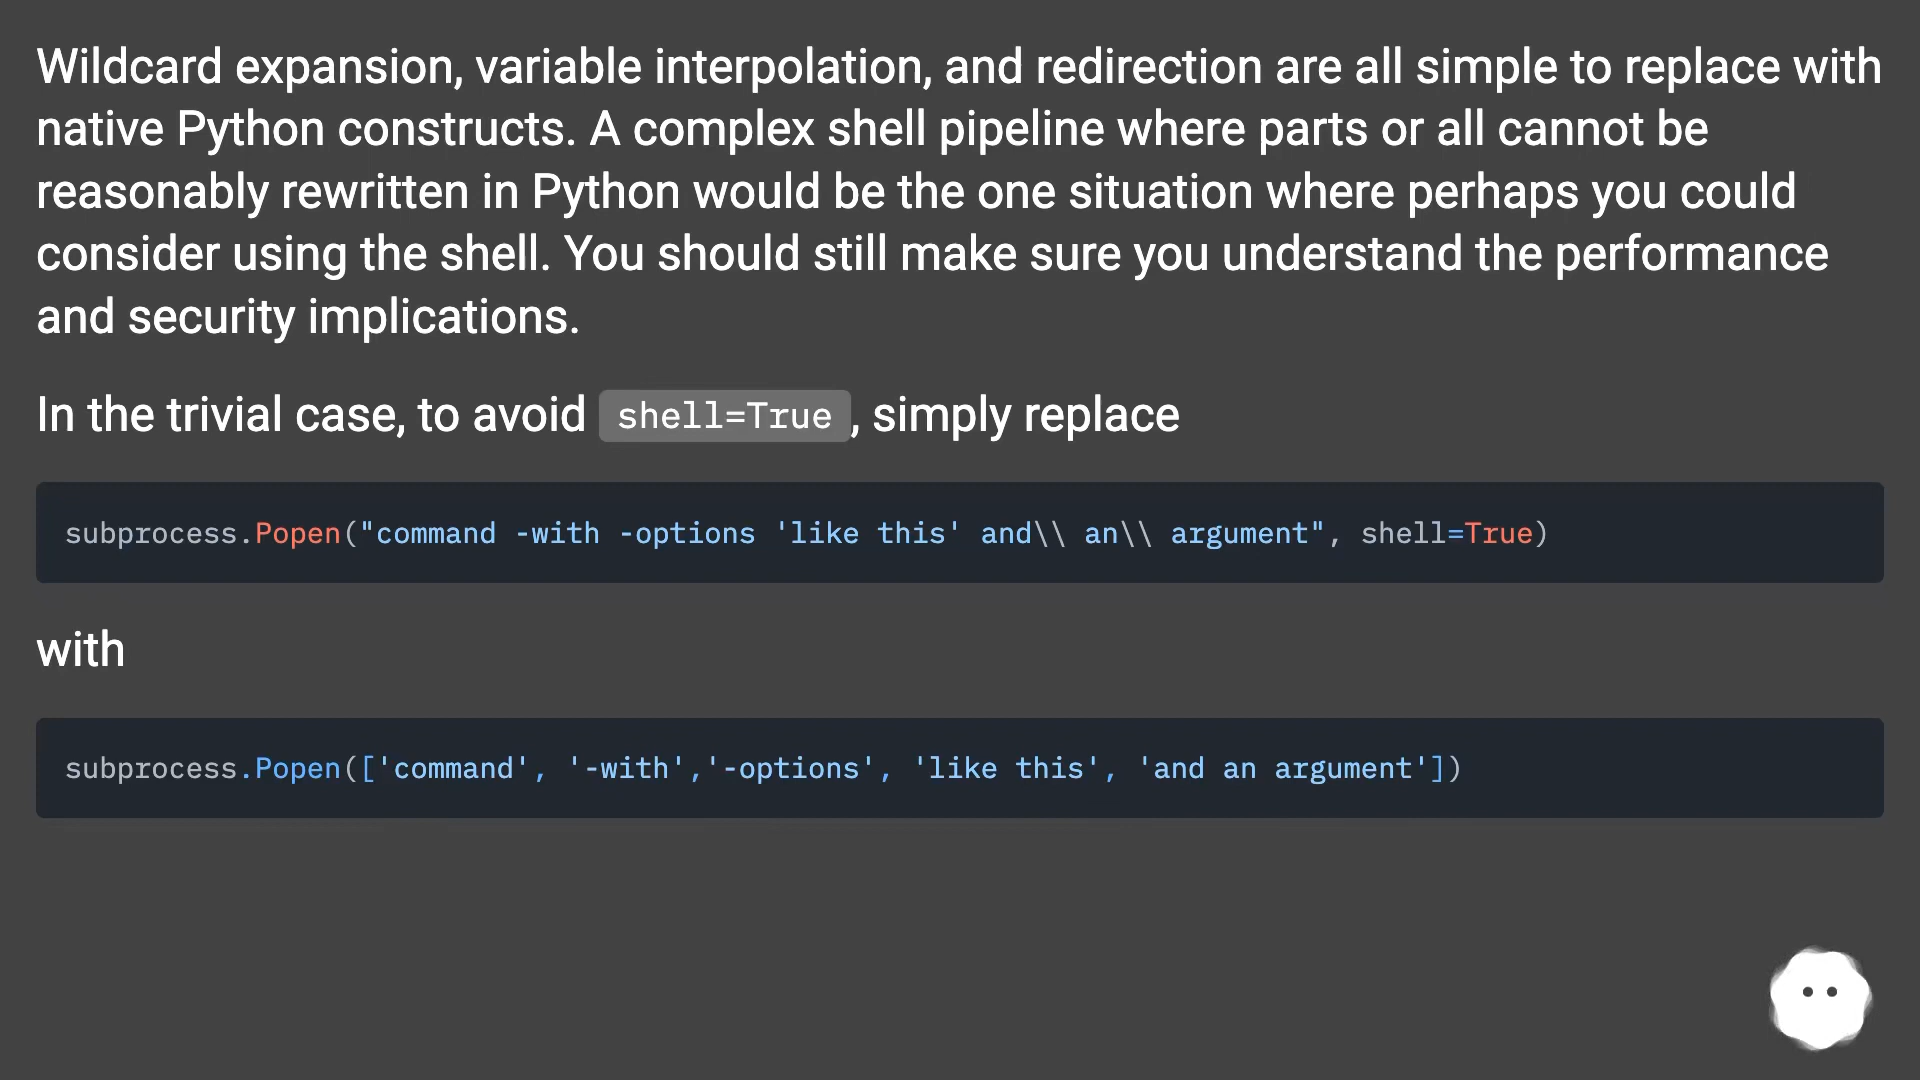 Wildcard expansion, variable interpolation, and redirection are all simple to replace with
native Python constructs. A complex shell pipeline where parts or all cannot be
reasonably rewritten in Python would be the one situation where perhaps you could
consider using the shell. You should still make sure you understand the performance
and security implications.
In the trivial case, to avoid shell=True, simply replace
subprocess.Popen("command -with -options 'like this' and\\ an\\ argument", shell=True)
with
subprocess.Popen(['command', '-with','-options', 'like this', 'and an argument'])